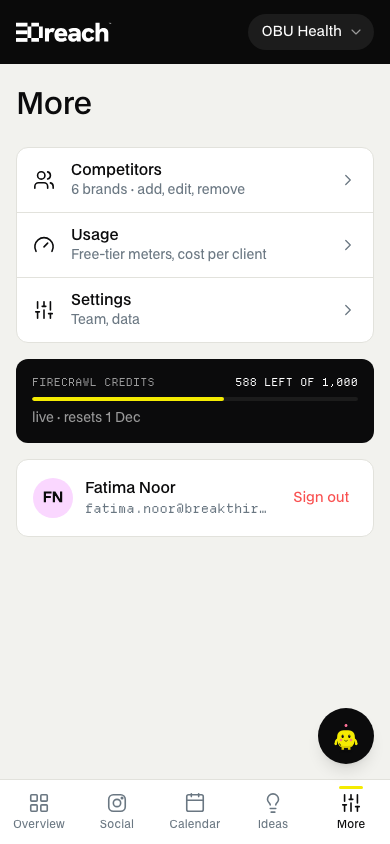 reach
OBU Health
More
Competitors
6 brands · add, edit, remove
Usage
Free-tier meters, cost per client
Settings
Team, data
FIRECRAWL CREDITS 588 LEFT OF 1,000
live · resets 1 Dec
FN
Fatima Noor
fatima.noor@breakthir…
Sign out
Overview Social Calendar Ideas More